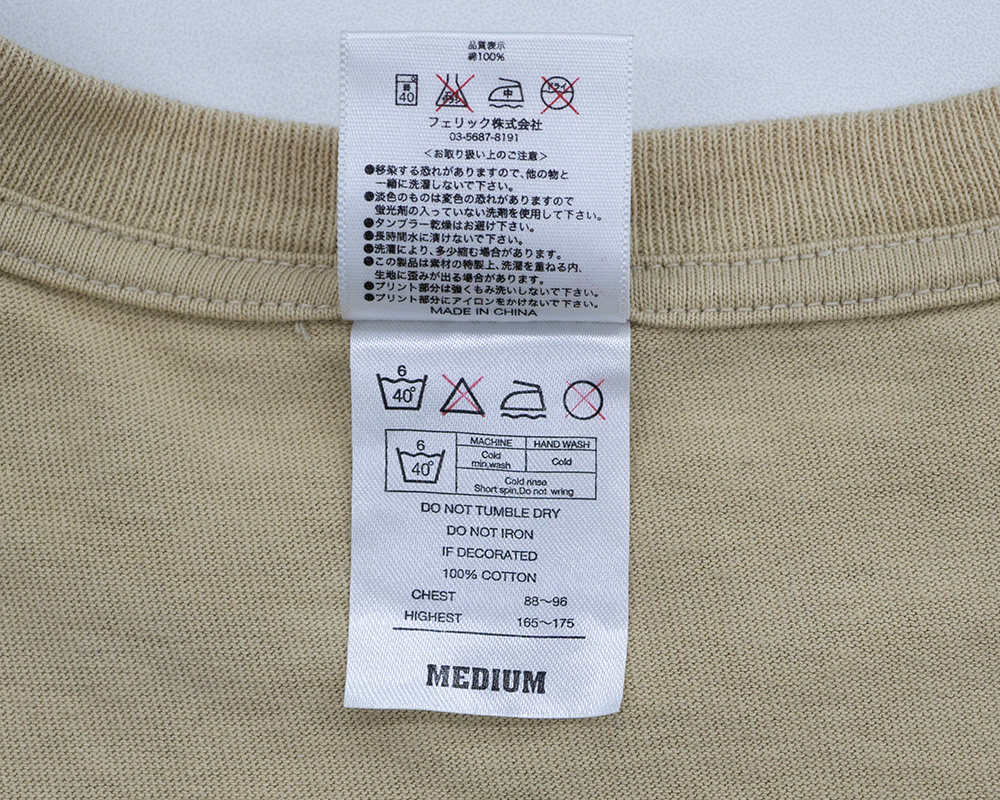 品質表示
綿100%
弱
40
エンソ
サラシ
中
ドライ
フェリック株式会社
03-5687-8191
＜お取り扱い上のご注意＞
●移染する恐れがありますので、他の物と
一緒に洗濯しないで下さい。
●淡色のものは変色の恐れがありますので
蛍光剤の入っていない洗剤を使用して下さい。
●タンブラー乾燥はお避け下さい。
●長時間水に漬けないで下さい。
●洗濯により、多少縮む場合があります。
●この製品は素材の特製上、洗濯を重ねる内、
生地に歪みが出る場合があります。
●プリント部分は強くもみ洗いしないで下さい。
●プリント部分にアイロンをかけないで下さい。
MADE IN CHINA
6
40°
6
40°
MACHINE HAND WASH
Cold
min,wash
Cold
Cold rinse
Short spin,Do not wring
DO NOT TUMBLE DRY
DO NOT IRON
IF DECORATED
100% COTTON
CHEST 88～96
HIGHEST 165～175
MEDIUM